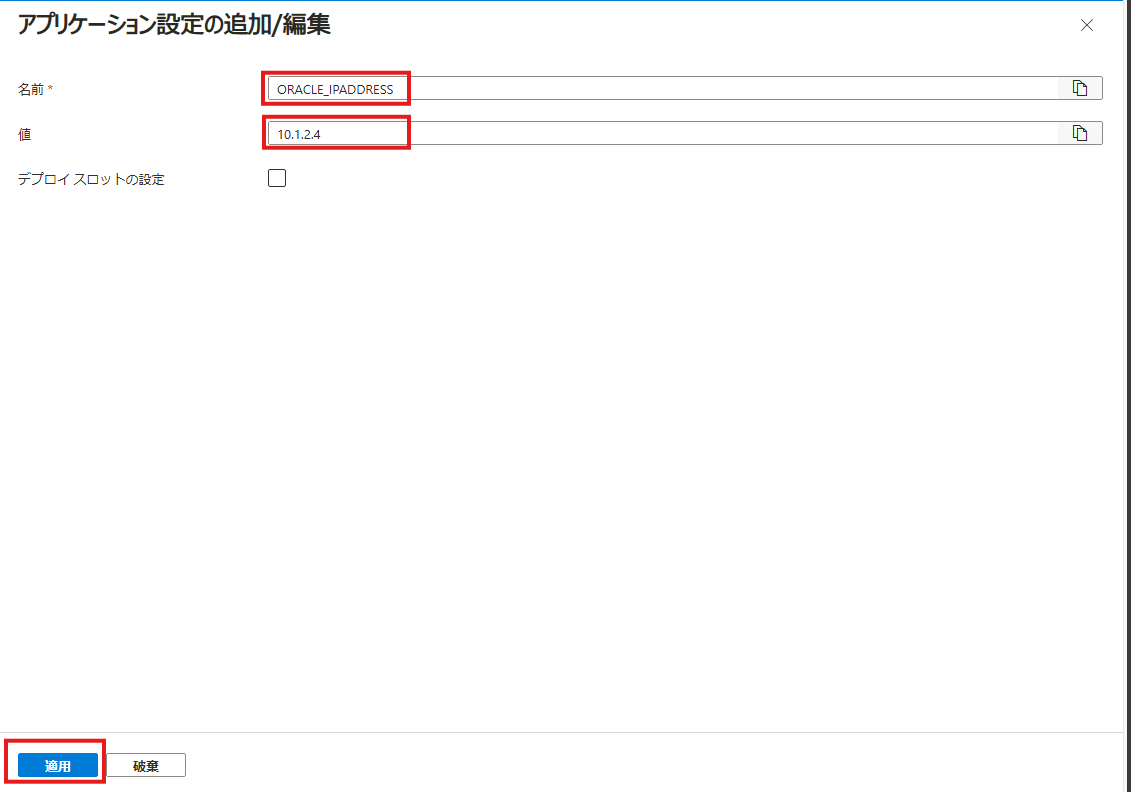 アプリケーション設定の追加/編集
名前 *
ORACLE_IPADDRESS
値
10.1.2.4
デプロイ スロットの設定
適用
破棄